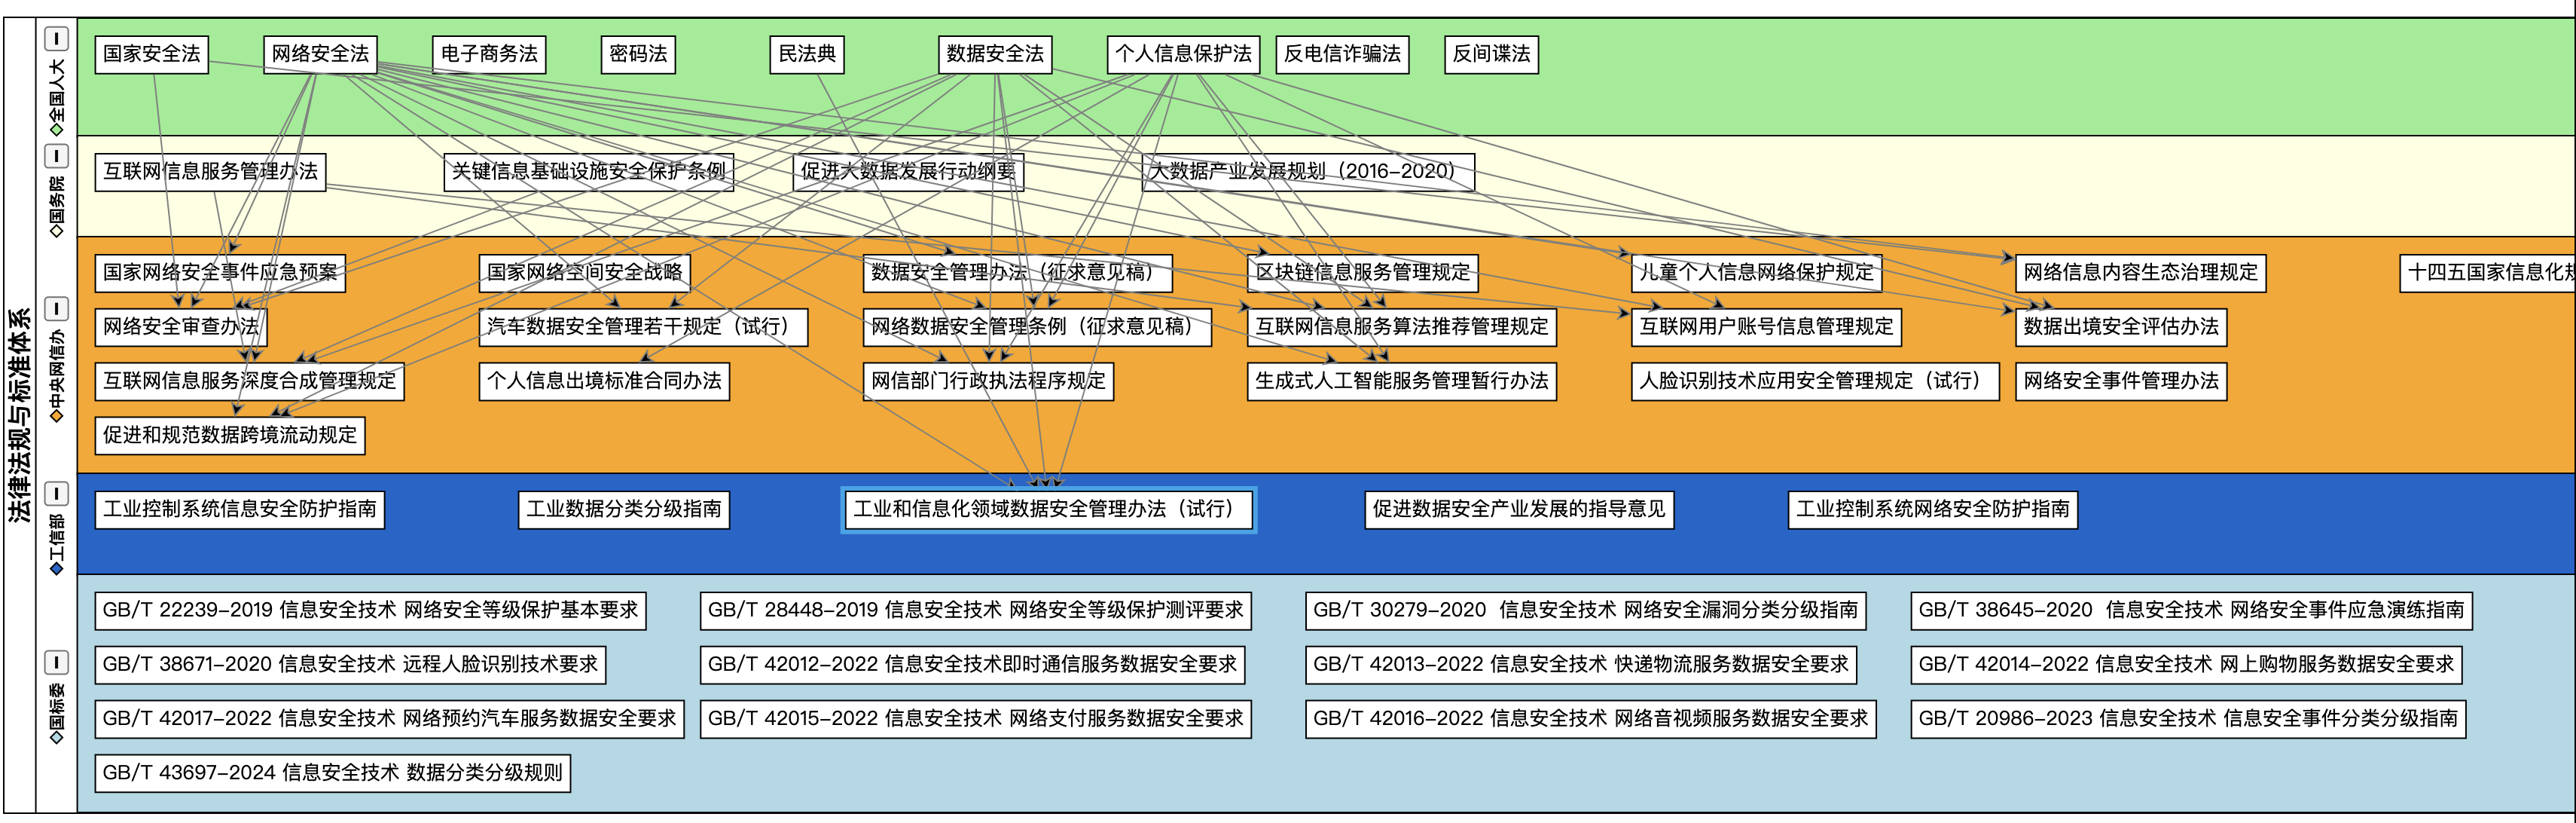 法律法规与标准体系
全国人大
国家安全法
网络安全法
电子商务法
密码法
民法典
数据安全法
个人信息保护法
反电信诈骗法
反间谍法
国务院
互联网信息服务管理办法
关键信息基础设施安全保护条例
促进大数据发展行动纲要
大数据产业发展规划（2016-2020）
中央网信办
国家网络安全事件应急预案
国家网络空间安全战略
数据安全管理办法（征求意见稿）
区块链信息服务管理规定
儿童个人信息网络保护规定
网络信息内容生态治理规定
十四五国家信息化规
网络安全审查办法
汽车数据安全管理若干规定（试行）
网络数据安全管理条例（征求意见稿）
互联网信息服务算法推荐管理规定
互联网用户账号信息管理规定
数据出境安全评估办法
互联网信息服务深度合成管理规定
个人信息出境标准合同办法
网信部门行政执法程序规定
生成式人工智能服务管理暂行办法
人脸识别技术应用安全管理规定（试行）
网络安全事件管理办法
促进和规范数据跨境流动规定
工信部
工业控制系统信息安全防护指南
工业数据分类分级指南
工业和信息化领域数据安全管理办法（试行）
促进数据安全产业发展的指导意见
工业控制系统网络安全防护指南
国标委
GB/T 22239-2019 信息安全技术 网络安全等级保护基本要求
GB/T 28448-2019 信息安全技术 网络安全等级保护测评要求
GB/T 30279-2020  信息安全技术 网络安全漏洞分类分级指南
GB/T 38645-2020  信息安全技术 网络安全事件应急演练指南
GB/T 38671-2020 信息安全技术 远程人脸识别技术要求
GB/T 42012-2022 信息安全技术即时通信服务数据安全要求
GB/T 42013-2022 信息安全技术 快递物流服务数据安全要求
GB/T 42014-2022 信息安全技术 网上购物服务数据安全要求
GB/T 42017-2022 信息安全技术 网络预约汽车服务数据安全要求
GB/T 42015-2022 信息安全技术 网络支付服务数据安全要求
GB/T 42016-2022 信息安全技术 网络音视频服务数据安全要求
GB/T 20986-2023 信息安全技术 信息安全事件分类分级指南
GB/T 43697-2024 信息安全技术 数据分类分级规则